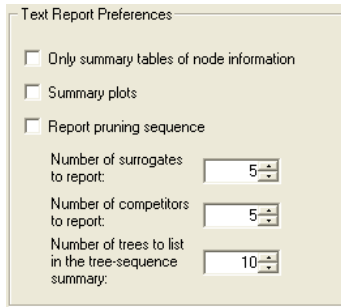 Text Report Preferences
Only summary tables of node information
Summary plots
Report pruning sequence
Number of surrogates
to report:
5
Number of competitors
to report:
5
Number of trees to list
in the tree-sequence
summary:
10